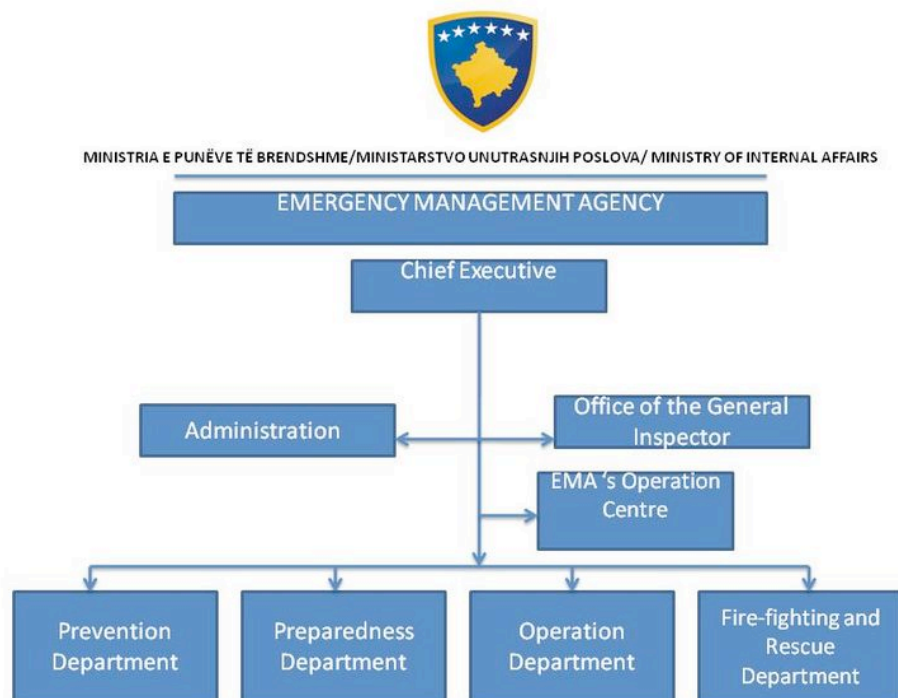 MINISTRIA E PUNËVE TË BRENDSHME/MINISTARSTVO UNUTRASNJIH POSLOVA/ MINISTRY OF INTERNAL AFFAIRS
EMERGENCY MANAGEMENT AGENCY
Chief Executive
Administration
Office of the General
Inspector
EMA 's Operation
Centre
Prevention
Department
Preparedness
Department
Operation
Department
Fire-fighting and
Rescue
Department